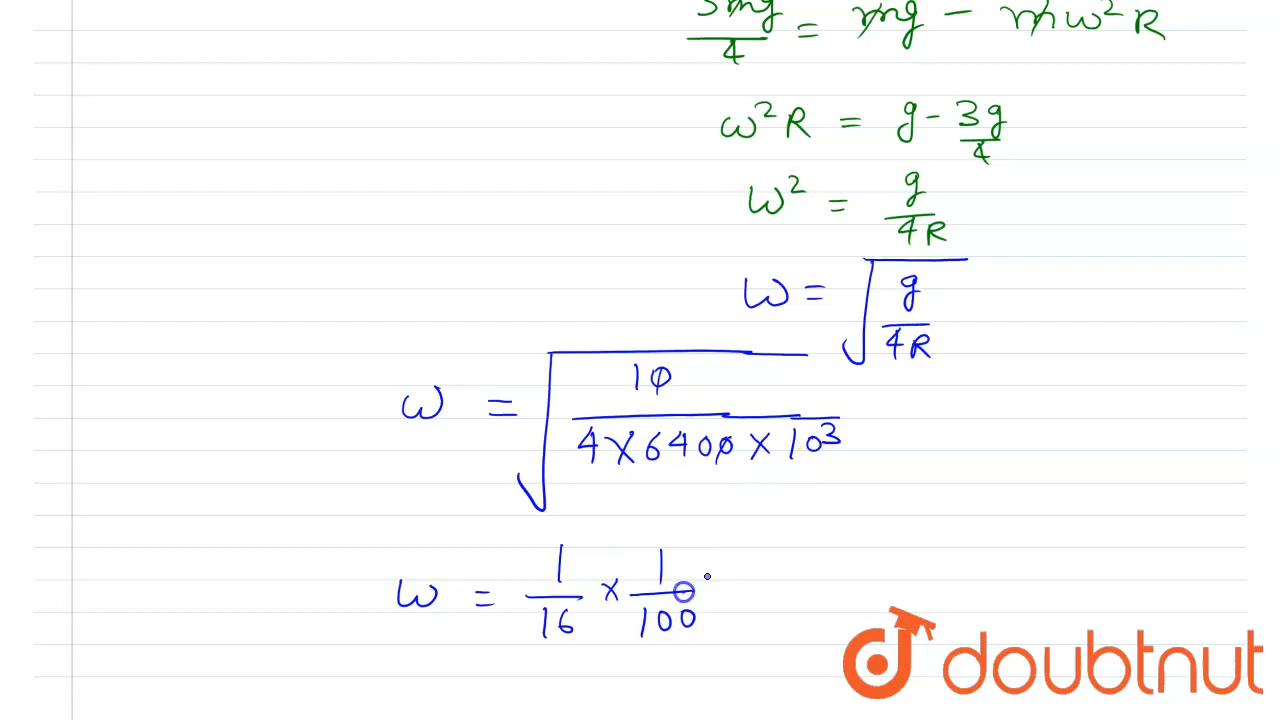 3mg/4 = mg - mω²R
ω²R = g - 3g/4
ω² = g/4R
ω = √(g/4R)
ω = √(10/4×6400×10³)
ω = 1/16 × 1/100
doubtnut